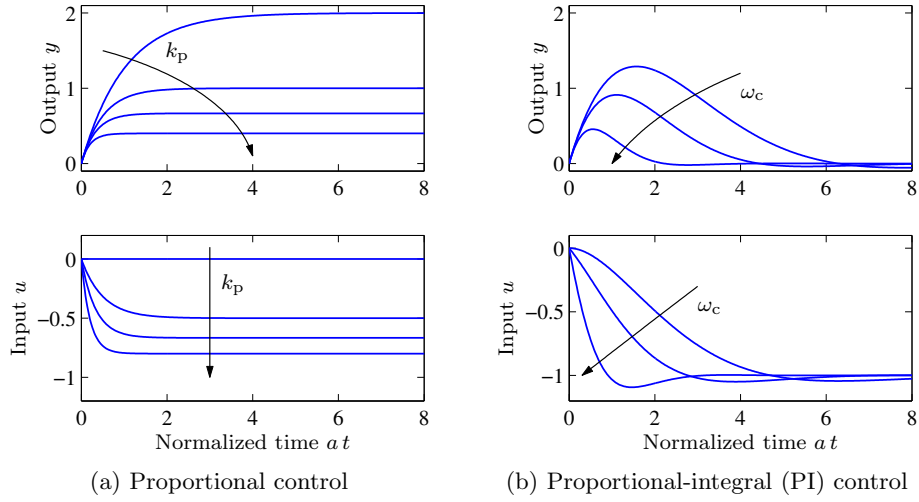 Output y
k_p
0
1
2
0 2 4 6 8
Input u
k_p
0
−0.5
−1
0 2 4 6 8
Normalized time a t
(a) Proportional control
Output y
ω_c
0
1
2
0 2 4 6 8
Input u
ω_c
0
−0.5
−1
0 2 4 6 8
Normalized time a t
(b) Proportional-integral (PI) control